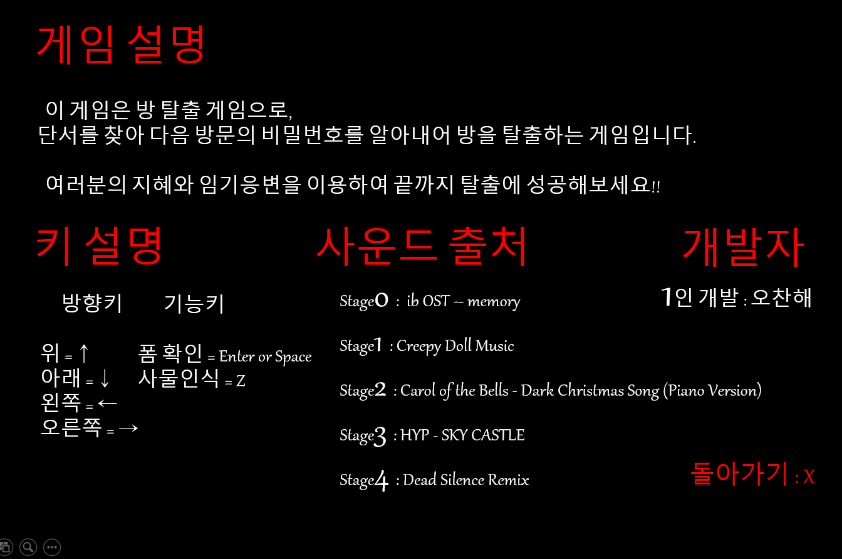 게임 설명
이 게임은 방 탈출 게임으로,
단서를 찾아 다음 방문의 비밀번호를 알아내어 방을 탈출하는 게임입니다.
여러분의 지혜와 임기응변을 이용하여 끝까지 탈출에 성공해보세요!!
키 설명
방향키 기능키
위 = ↑ 폼 확인 = Enter or Space
아래 = ↓ 사물인식 = Z
왼쪽 = ←
오른쪽 = →
사운드 출처
Stage0 : ib OST – memory
Stage1 : Creepy Doll Music
Stage2 : Carol of the Bells - Dark Christmas Song (Piano Version)
Stage3 : HYP - SKY CASTLE
Stage4 : Dead Silence Remix
개발자
1인 개발 : 오찬해
돌아가기 : X